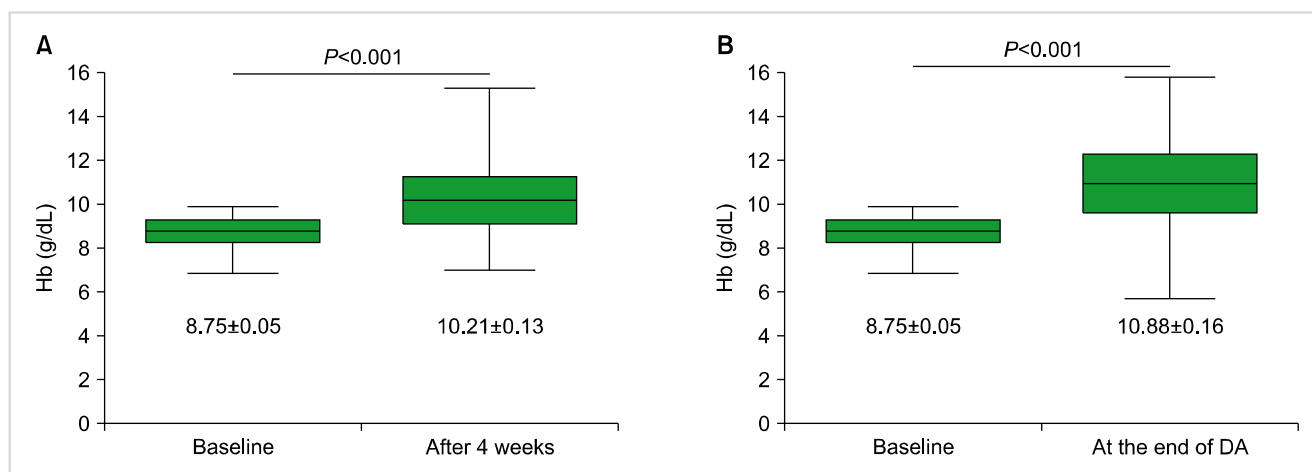 A
P<0.001
16
14
12
10
8
6
4
2
0
Hb (g/dL)
8.75±0.05
10.21±0.13
Baseline
After 4 weeks
B
P<0.001
16
14
12
10
8
6
4
2
0
Hb (g/dL)
8.75±0.05
10.88±0.16
Baseline
At the end of DA